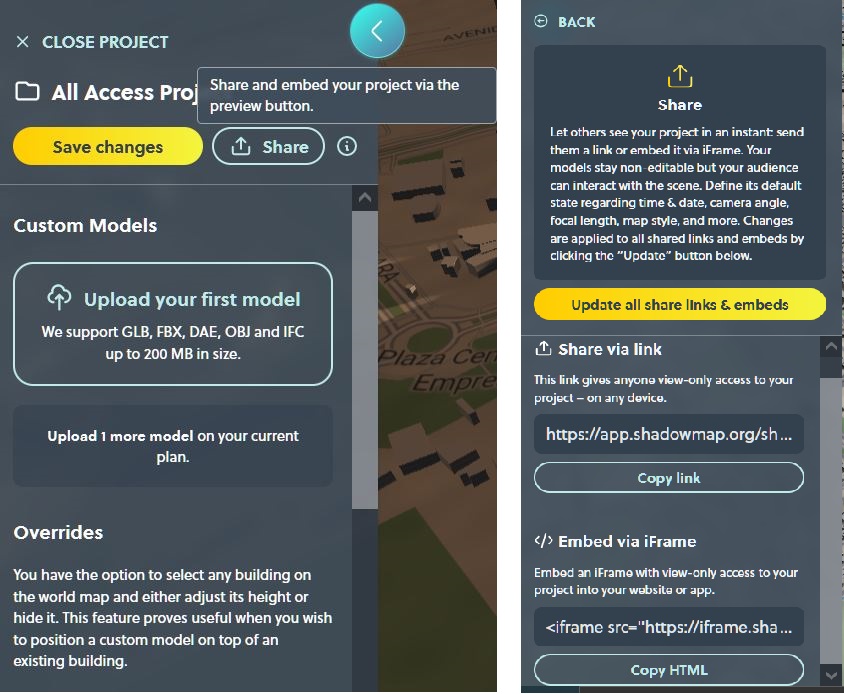 CLOSE PROJECT
All Access Proj
Share and embed your project via the
preview button.
Save changes
Share
Custom Models
Upload your first model
We support GLB, FBX, DAE, OBJ and IFC
up to 200 MB in size.
Upload 1 more model on your current
plan.
Overrides
You have the option to select any building on
the world map and either adjust its height or
hide it. This feature proves useful when you wish
to position a custom model on top of an
existing building.
AVENID
ARA
Plaza Cen
Empre
BACK
Share
Let others see your project in an instant: send
them a link or embed it via iFrame. Your
models stay non-editable but your audience
can interact with the scene. Define its default
state regarding time & date, camera angle,
focal length, map style, and more. Changes
are applied to all shared links and embeds by
clicking the "Update" button below.
Update all share links & embeds
Share via link
This link gives anyone view-only access to your
project – on any device.
https://app.shadowmap.org/sh...
Copy link
</> Embed via iFrame
Embed an iFrame with view-only access to your
project into your website or app.
<iframe src="https://iframe.sha...
Copy HTML